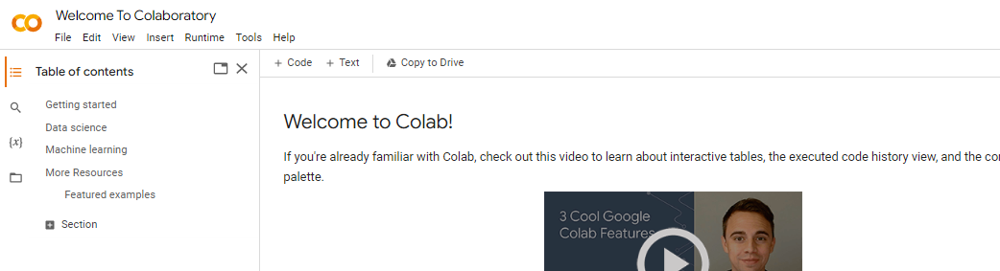 Welcome To Colaboratory
File Edit View Insert Runtime Tools Help
Table of contents
Getting started
Data science
Machine learning
More Resources
Featured examples
Section
+ Code + Text Copy to Drive
Welcome to Colab!
If you're already familiar with Colab, check out this video to learn about interactive tables, the executed code history view, and the
palette.
3 Cool Google
Colab Features
{x}